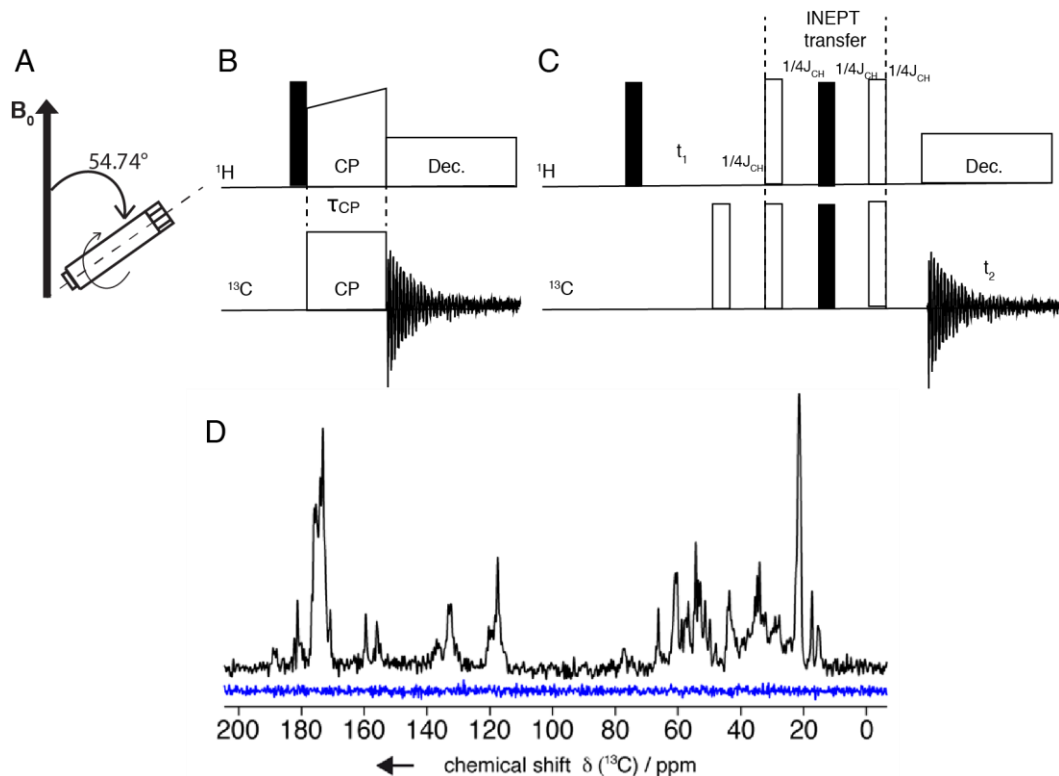 A
B₀
54.74°
B
¹H
CP
Dec.
τCP
¹³C
CP
C
INEPT
transfer
1/4J_CH
1/4J_CH
1/4J_CH
t₁
1/4J_CH
¹H
Dec.
¹³C
t₂
D
200 180 160 140 120 100 80 60 40 20 0
← chemical shift δ (¹³C) / ppm